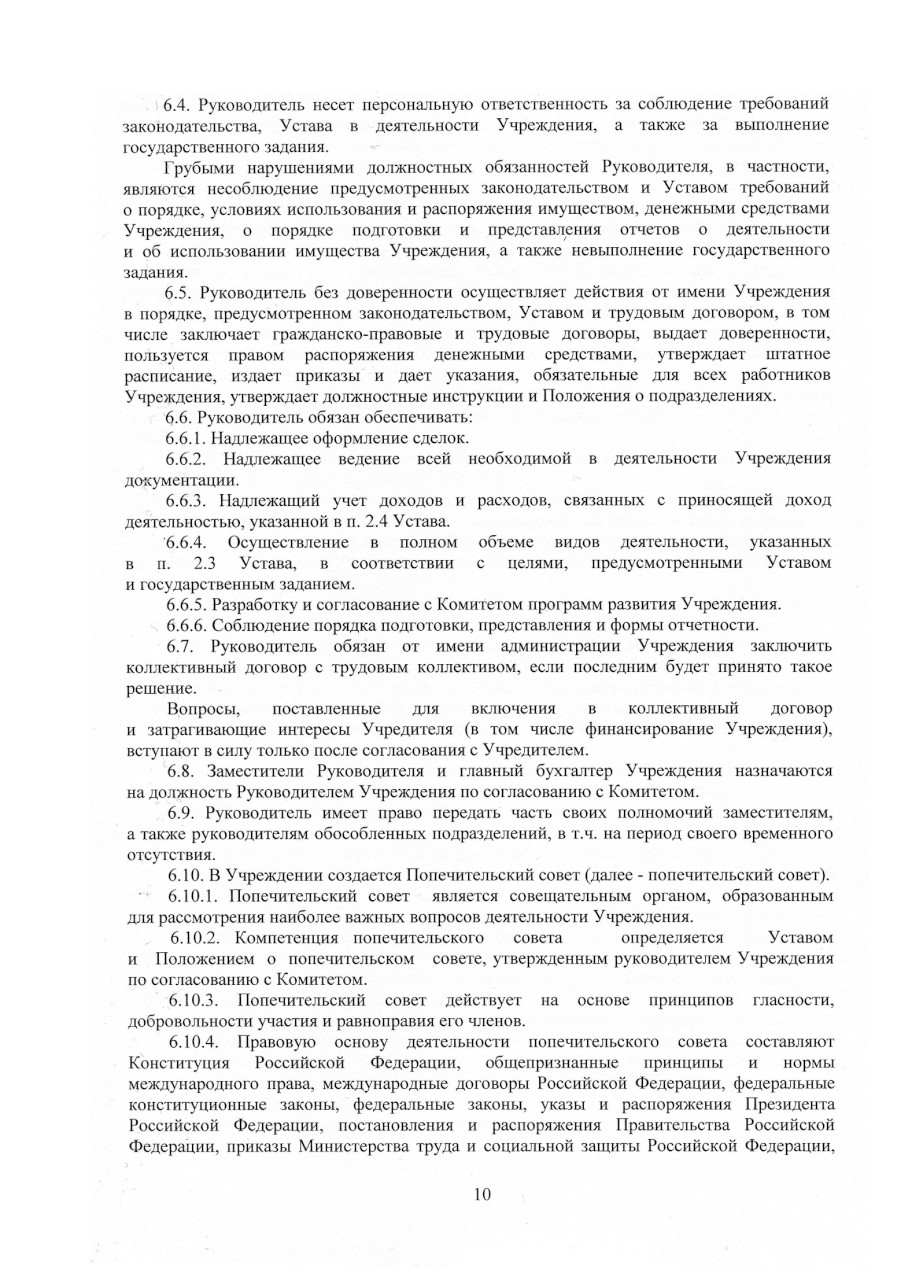 6.4. Руководитель несет персональную ответственность за соблюдение требований
законодательства, Устава в деятельности Учреждения, а также за выполнение
государственного задания.
Грубыми нарушениями должностных обязанностей Руководителя, в частности,
являются несоблюдение предусмотренных законодательством и Уставом требований
о порядке, условиях использования и распоряжения имуществом, денежными средствами
Учреждения, о порядке подготовки и представления отчетов о деятельности
и об использовании имущества Учреждения, а также невыполнение государственного
задания.
6.5. Руководитель без доверенности осуществляет действия от имени Учреждения
в порядке, предусмотренном законодательством, Уставом и трудовым договором, в том
числе заключает гражданско-правовые и трудовые договоры, выдает доверенности,
пользуется правом распоряжения денежными средствами, утверждает штатное
расписание, издает приказы и дает указания, обязательные для всех работников
Учреждения, утверждает должностные инструкции и Положения о подразделениях.
6.6. Руководитель обязан обеспечивать:
6.6.1. Надлежащее оформление сделок.
6.6.2. Надлежащее ведение всей необходимой в деятельности Учреждения
документации.
6.6.3. Надлежащий учет доходов и расходов, связанных с приносящей доход
деятельностью, указанной в п. 2.4 Устава.
6.6.4. Осуществление в полном объеме видов деятельности, указанных
в п. 2.3 Устава, в соответствии с целями, предусмотренными Уставом
и государственным заданием.
6.6.5. Разработку и согласование с Комитетом программ развития Учреждения.
6.6.6. Соблюдение порядка подготовки, представления и формы отчетности.
6.7. Руководитель обязан от имени администрации Учреждения заключить
коллективный договор с трудовым коллективом, если последним будет принято такое
решение.
Вопросы, поставленные для включения в коллективный договор
и затрагивающие интересы Учредителя (в том числе финансирование Учреждения),
вступают в силу только после согласования с Учредителем.
6.8. Заместители Руководителя и главный бухгалтер Учреждения назначаются
на должность Руководителем Учреждения по согласованию с Комитетом.
6.9. Руководитель имеет право передать часть своих полномочий заместителям,
а также руководителям обособленных подразделений, в т.ч. на период своего временного
отсутствия.
6.10. В Учреждении создается Попечительский совет (далее - попечительский совет).
6.10.1. Попечительский совет является совещательным органом, образованным
для рассмотрения наиболее важных вопросов деятельности Учреждения.
6.10.2. Компетенция попечительского совета определяется Уставом
и Положением о попечительском совете, утвержденным руководителем Учреждения
по согласованию с Комитетом.
6.10.3. Попечительский совет действует на основе принципов гласности,
добровольности участия и равноправия его членов.
6.10.4. Правовую основу деятельности попечительского совета составляют
Конституция Российской Федерации, общепризнанные принципы и нормы
международного права, международные договоры Российской Федерации, федеральные
конституционные законы, федеральные законы, указы и распоряжения Президента
Российской Федерации, постановления и распоряжения Правительства Российской
Федерации, приказы Министерства труда и социальной защиты Российской Федерации,
10